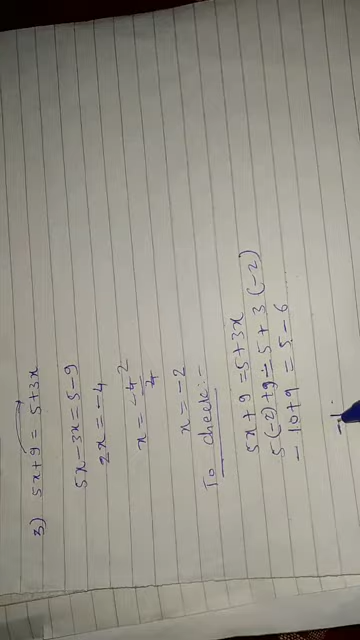 3) 5x+9 = 5+3x
5x-3x=5-9
2x = -4
x = -4 2
x = -2
To check:-
5x+9 =5+3x
5(-2)+9=5+3(-2)
-10+9 = 5-6
-1